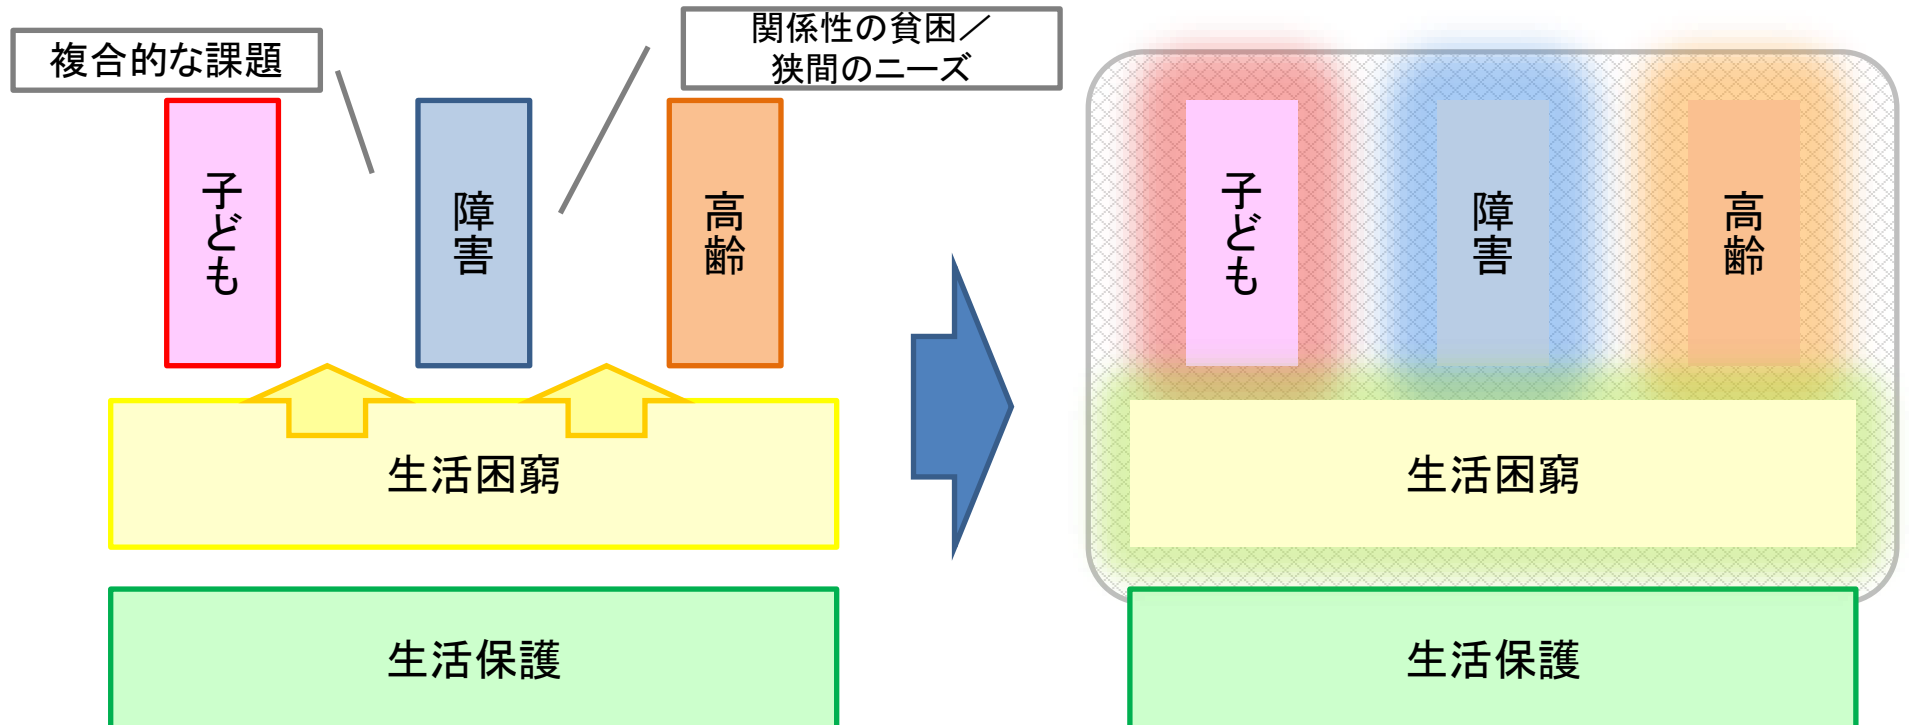 複合的な課題
関係性の貧困／
狭間のニーズ
子ども
障害
高齢
生活困窮
生活保護
子ども
障害
高齢
生活困窮
生活保護